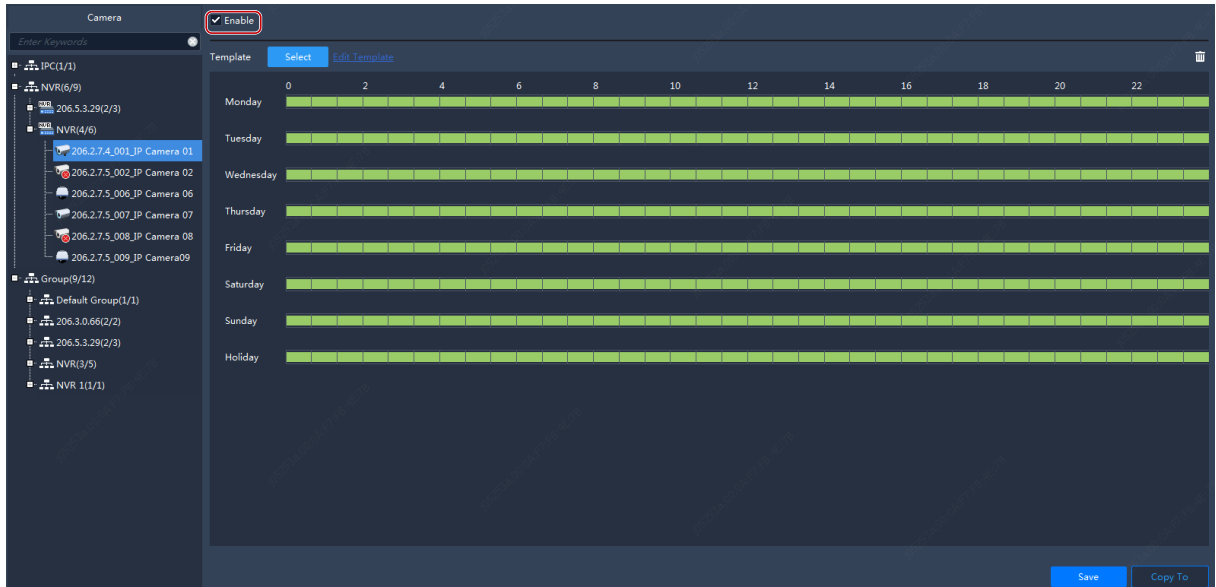 Camera
Enable
Enter Keywords
Template Select Edit Template
IPC(1/1)
NVR(6/9)
206.5.3.29(2/3)
NVR(4/6)
206.2.7.4_001_IP Camera 01
206.2.7.5_002_IP Camera 02
206.2.7.5_006_IP Camera 06
206.2.7.5_007_IP Camera 07
206.2.7.5_008_IP Camera 08
206.2.7.5_009_IP Camera09
Group(9/12)
Default Group(1/1)
206.3.0.66(2/2)
206.5.3.29(2/3)
NVR(3/5)
NVR 1(1/1)
0 2 4 6 8 10 12 14 16 18 20 22
Monday
Tuesday
Wednesday
Thursday
Friday
Saturday
Sunday
Holiday
Save Copy To